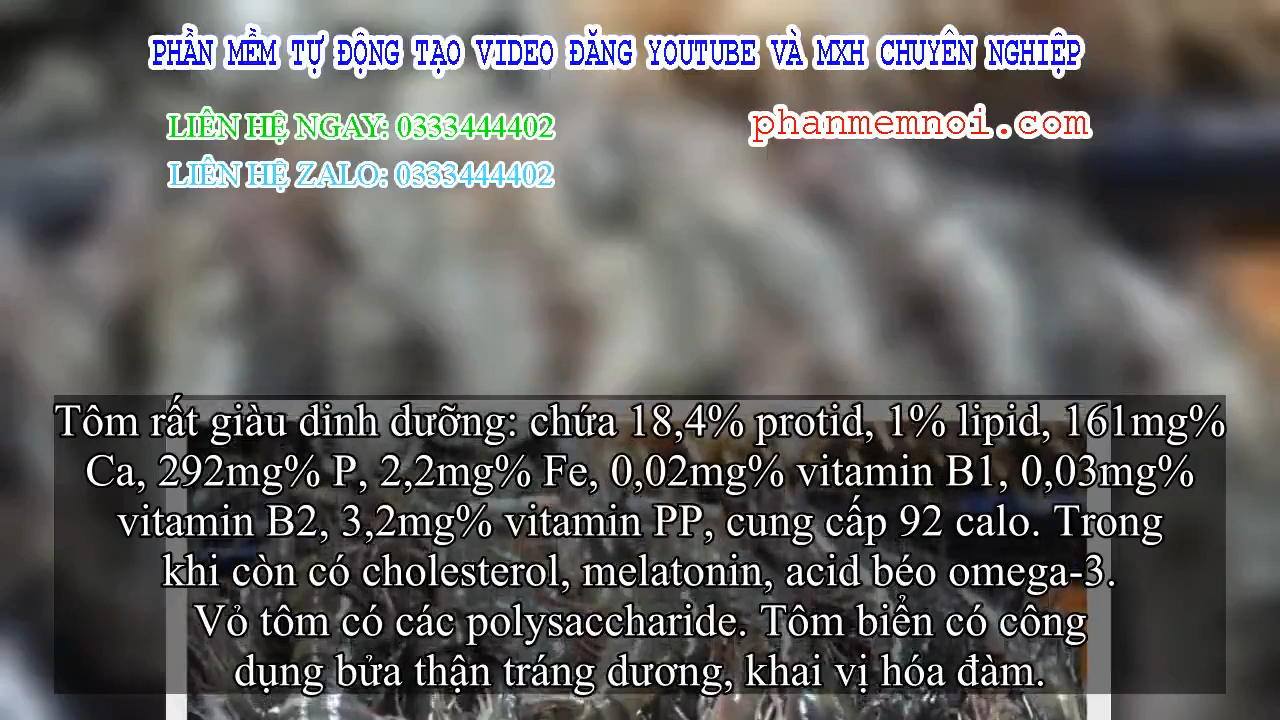 PHẦN MỀM TỰ ĐỘNG TẠO VIDEO ĐĂNG YOUTUBE VÀ MXH CHUYÊN NGHIỆP
LIÊN HỆ NGAY: 0333444402
phanmemnoi.com
LIÊN HỆ ZALO: 0333444402
Tôm rất giàu dinh dưỡng: chứa 18,4% protid, 1% lipid, 161mg%
Ca, 292mg% P, 2,2mg% Fe, 0,02mg% vitamin B1, 0,03mg%
vitamin B2, 3,2mg% vitamin PP, cung cấp 92 calo. Trong
khi còn có cholesterol, melatonin, acid béo omega-3.
Vỏ tôm có các polysaccharide. Tôm biển có công
dụng bửa thận tráng dương, khai vị hóa đàm.